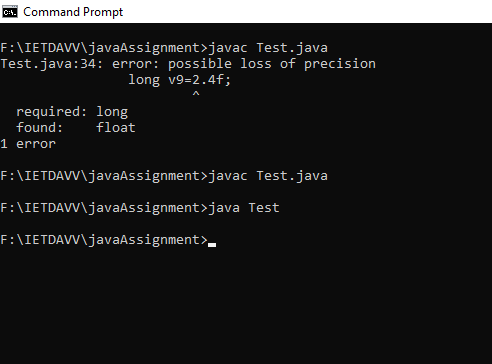 Command Prompt
F:\IETDAVV\javaAssignment>javac Test.java
Test.java:34: error: possible loss of precision
                long v9=2.4f;
                        ^
  required: long
  found:    float
1 error
F:\IETDAVV\javaAssignment>javac Test.java
F:\IETDAVV\javaAssignment>java Test
F:\IETDAVV\javaAssignment>